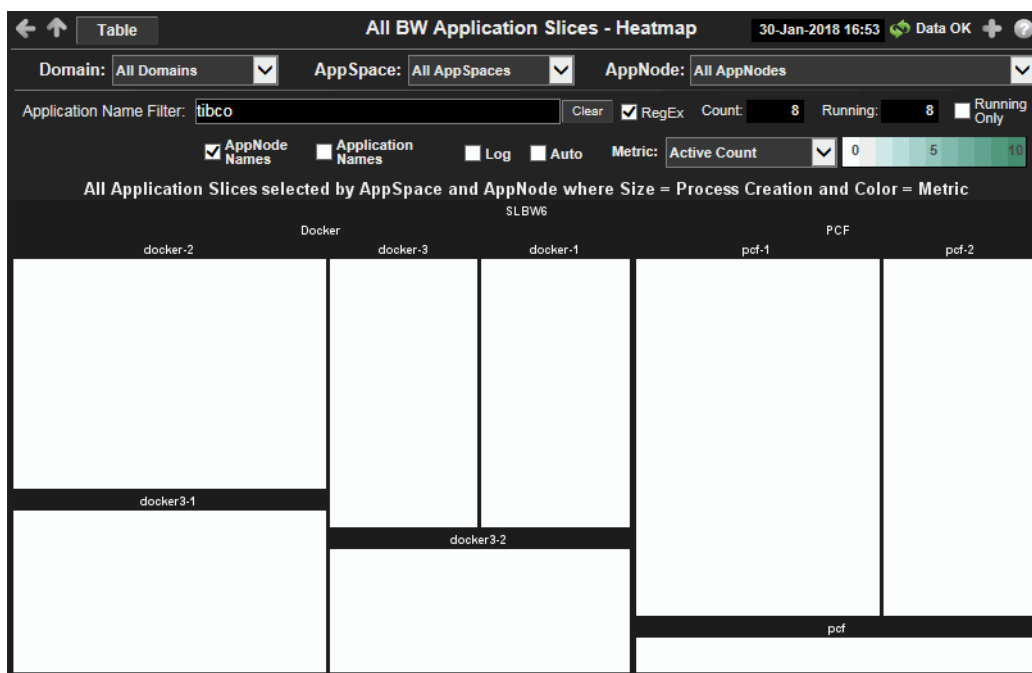 Table All BW Application Slices - Heatmap 30-Jan-2018 16:53 Data OK
Domain: All Domains AppSpace: All AppSpaces AppNode: All AppNodes
Application Name Filter: tibco Clear RegEx Count: 8 Running: 8 Running Only
AppNode Names Application Names Log Auto Metric: Active Count 0 5 10
All Application Slices selected by AppSpace and AppNode where Size = Process Creation and Color = Metric
SLBW6
Docker PCF
docker-2 docker-3 docker-1 pcf-1 pcf-2
docker3-1
docker3-2
pcf